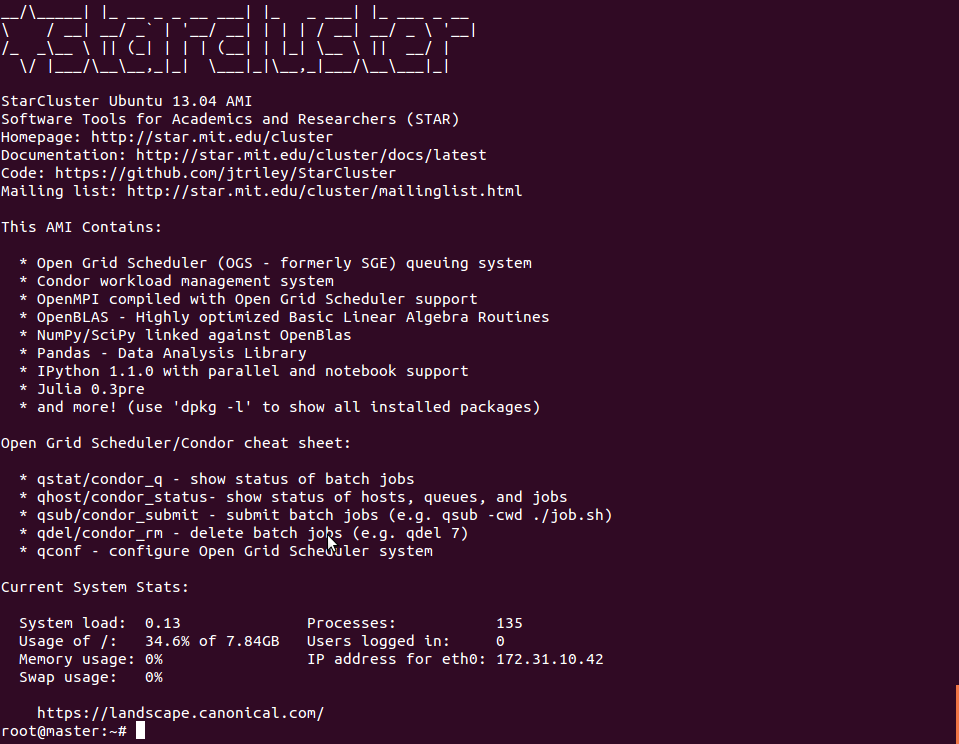 __/\_____| |_ __ _ _ __ ___| |_   _ ___| |_ ___ _ __
\    / __| __/ _` | '__/ __| | | | / __| __/ _ \ '__|
/_  _\__ \ || (_| | | | (__| | |_| \__ \ ||  __/ |
  \/ |___/\__\__,_|_|  \___|_|\__,_|___/\__\___|_|
StarCluster Ubuntu 13.04 AMI
Software Tools for Academics and Researchers (STAR)
Homepage: http://star.mit.edu/cluster
Documentation: http://star.mit.edu/cluster/docs/latest
Code: https://github.com/jtriley/StarCluster
Mailing list: http://star.mit.edu/cluster/mailinglist.html
This AMI Contains:
* Open Grid Scheduler (OGS - formerly SGE) queuing system
* Condor workload management system
* OpenMPI compiled with Open Grid Scheduler support
* OpenBLAS - Highly optimized Basic Linear Algebra Routines
* NumPy/SciPy linked against OpenBlas
* Pandas - Data Analysis Library
* IPython 1.1.0 with parallel and notebook support
* Julia 0.3pre
* and more! (use 'dpkg -l' to show all installed packages)
Open Grid Scheduler/Condor cheat sheet:
* qstat/condor_q - show status of batch jobs
* qhost/condor_status- show status of hosts, queues, and jobs
* qsub/condor_submit - submit batch jobs (e.g. qsub -cwd ./job.sh)
* qdel/condor_rm - delete batch jobs (e.g. qdel 7)
* qconf - configure Open Grid Scheduler system
Current System Stats:
System load:  0.13              Processes:           135
Usage of /:   34.6% of 7.84GB   Users logged in:     0
Memory usage: 0%                IP address for eth0: 172.31.10.42
Swap usage:   0%
https://landscape.canonical.com/
root@master:~#